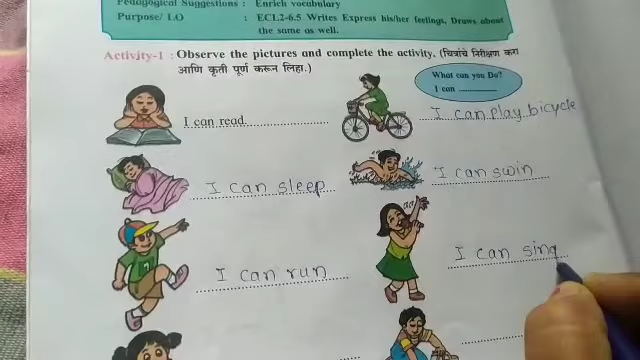 Pedagogical Suggestions : Enrich vocabulary
Purpose/ LO : ECL2-6.5 Writes Express his/her feelings, Draws about
the same as well.
Activity-1 : Observe the pictures and complete the activity. (चित्रांचे निरीक्षण करा
आणि कृती पूर्ण करून लिहा.)
What can you Do?
I can ............
I can read
I can play bicycle
I can sleep
I can swin
I can run
I can sing